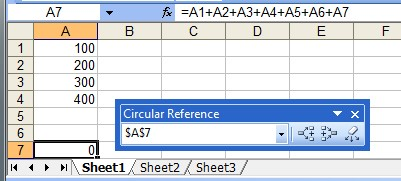 A7 fx =A1+A2+A3+A4+A5+A6+A7
A B C D E F
1 100
2 200
3 300
4 400
Circular Reference
5 $A$7
6
7 0
Sheet1 Sheet2 Sheet3